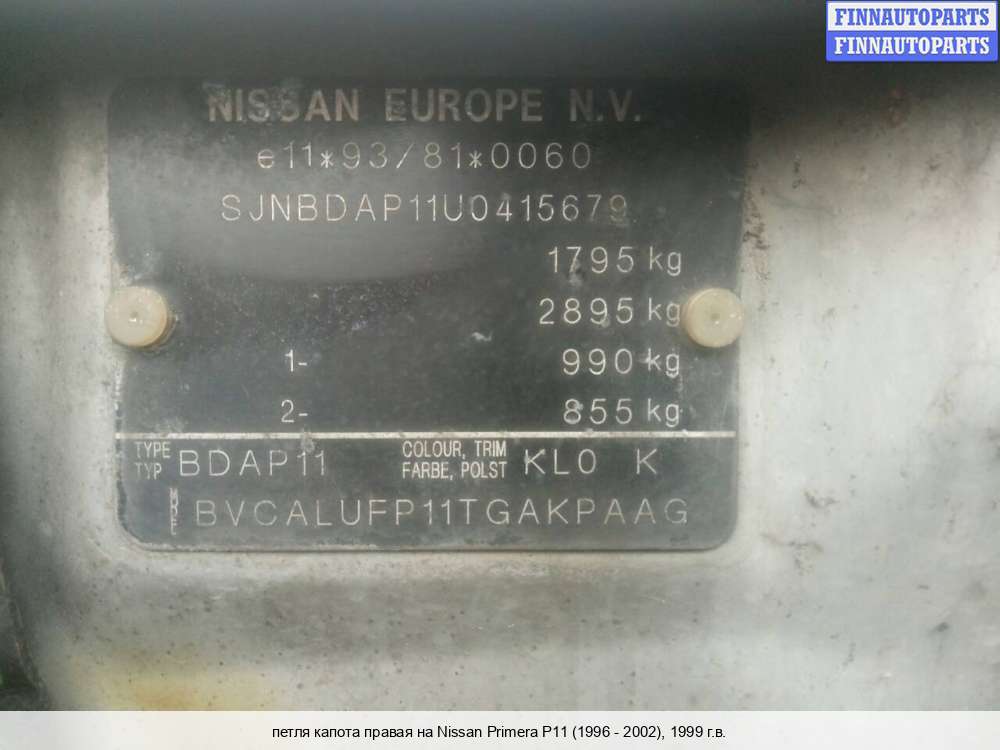 FINNAUTOPARTS
FINNAUTOPARTS
NISSAN EUROPE N.V.
e11*93/81*0060
SJNBDAP11U0415679
1795 kg
2895 kg
1- 990 kg
2- 855 kg
TYPE
TYP BDAP11
COLOUR, TRIM
FARBE, POLST KL0 K
BVCALUFP11TGAKPAAG
петля капота правая на Nissan Primera P11 (1996 - 2002), 1999 г.в.